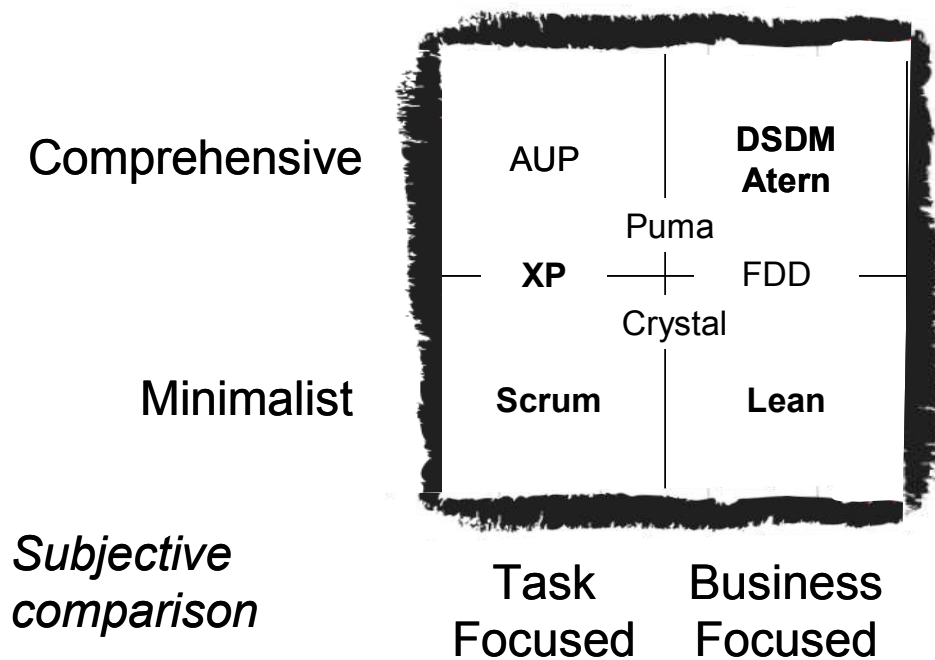 Comprehensive
AUP
DSDM
Atern
Puma
XP
FDD
Crystal
Minimalist
Scrum
Lean
Subjective
comparison
Task
Focused
Business
Focused